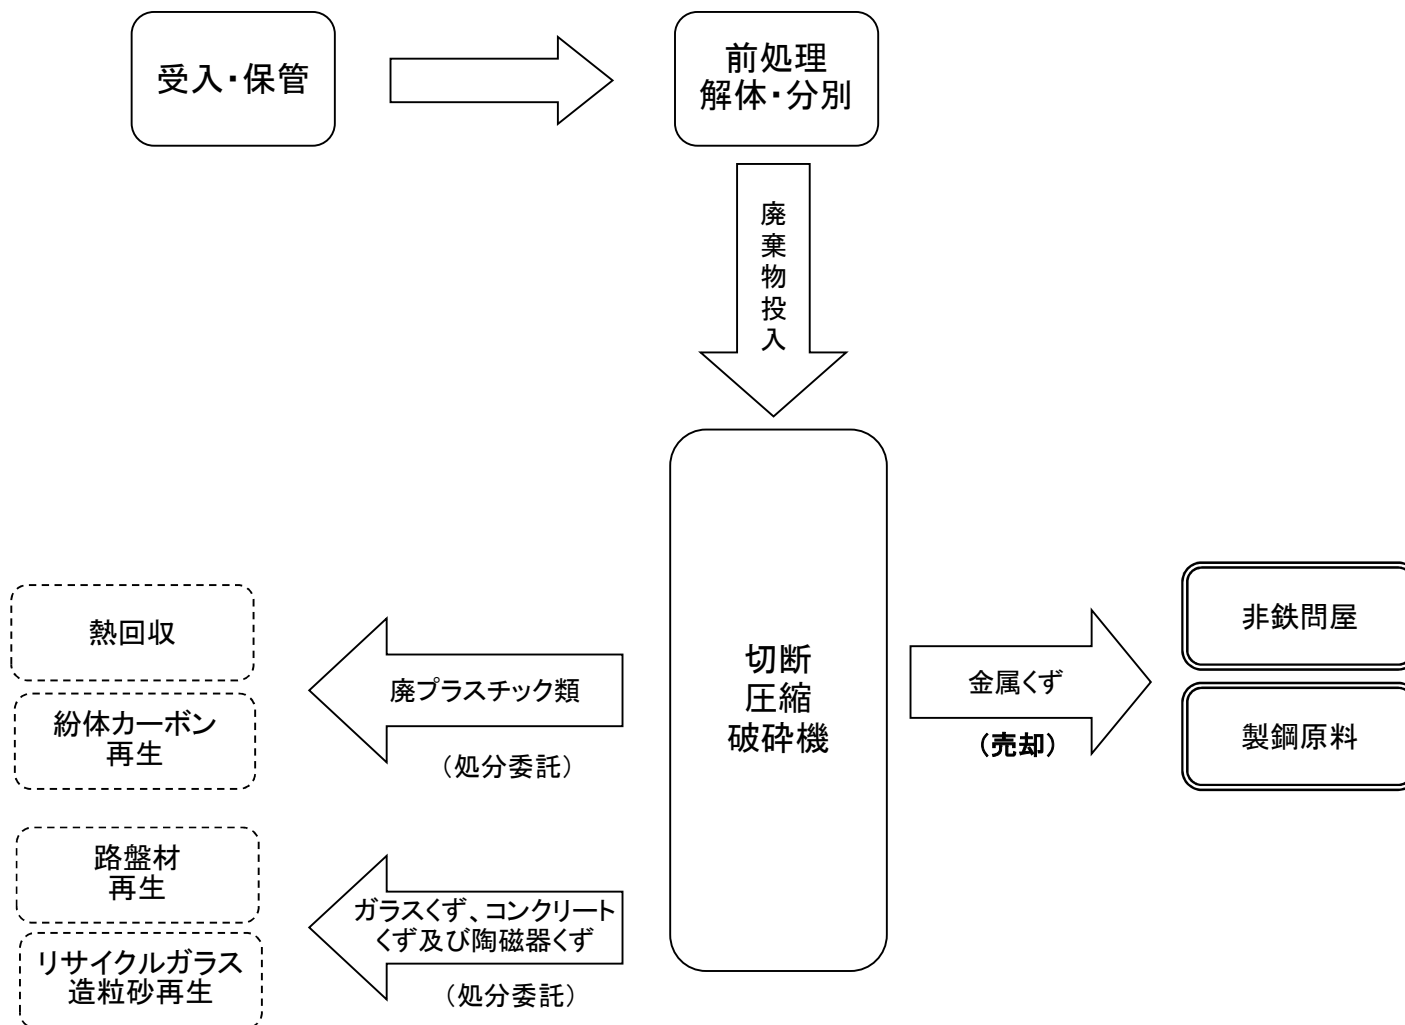 受入・保管
前処理
解体・分別
廃棄物投入
切断
圧縮
破砕機
熱回収
紛体カーボン
再生
廃プラスチック類
（処分委託）
金属くず
（売却）
非鉄問屋
製鋼原料
路盤材
再生
リサイクルガラス
造粒砂再生
ガラスくず、コンクリート
くず及び陶磁器くず
（処分委託）